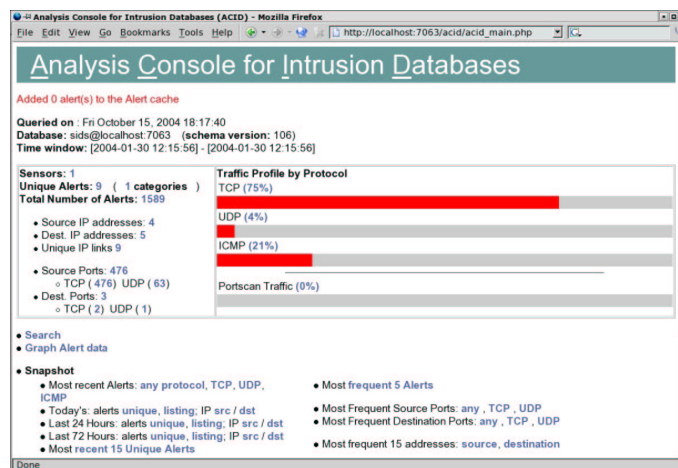 Analysis Console for Intrusion Databases (ACID) - Mozilla Firefox
File Edit View Go Bookmarks Tools Help http://localhost:7063/acid/acid_main.php
Analysis Console for Intrusion Databases
Added 0 alert(s) to the Alert cache
Queried on : Fri October 15, 2004 18:17:40
Database: sids@localhost:7063 (schema version: 106)
Time window: [2004-01-30 12:15:56] - [2004-01-30 12:15:56]
Sensors: 1
Unique Alerts: 9 ( 1 categories )
Total Number of Alerts: 1589
Source IP addresses: 4
Dest. IP addresses: 5
Unique IP links 9
Source Ports: 476
TCP ( 476) UDP ( 63)
Dest. Ports: 3
TCP ( 2) UDP ( 1)
Traffic Profile by Protocol
TCP (75%)
UDP (4%)
ICMP (21%)
Portscan Traffic (0%)
Search
Graph Alert data
Snapshot
Most recent Alerts: any protocol, TCP, UDP,
ICMP
Today's: alerts unique, listing; IP src / dst
Last 24 Hours: alerts unique, listing; IP src / dst
Last 72 Hours: alerts unique, listing; IP src / dst
Most recent 15 Unique Alerts
Most frequent 5 Alerts
Most Frequent Source Ports: any , TCP , UDP
Most Frequent Destination Ports: any , TCP , UDP
Most frequent 15 addresses: source, destination
Done